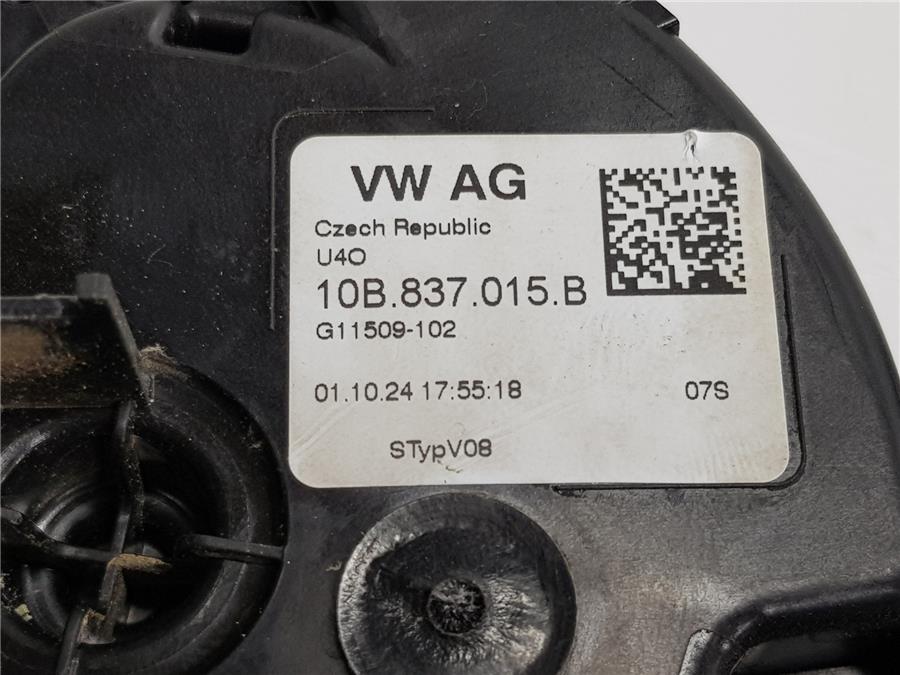 VW AG
Czech Republic
U4O
10B.837.015.B
G11509-102
01.10.24 17:55:18 07S
STypV08